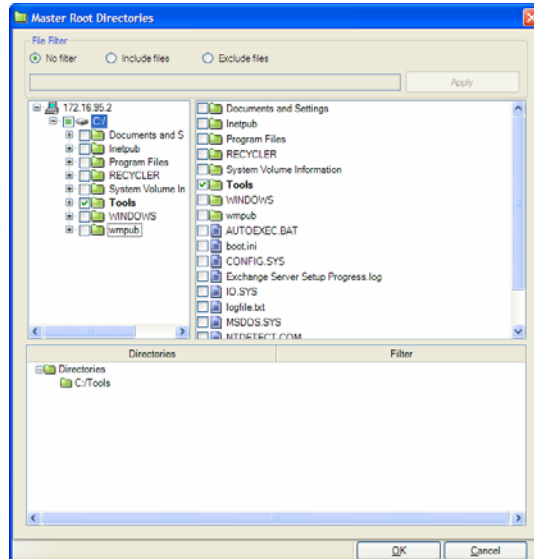 Master Root Directories
File Filter
No filter
Include files
Exclude files
Apply
172.16.95.2
C:/
Documents and S
Inetpub
Program Files
RECYCLER
System Volume In
Tools
WINDOWS
wmpub
Documents and Settings
Inetpub
Program Files
RECYCLER
System Volume Information
Tools
WINDOWS
wmpub
AUTOEXEC.BAT
boot.ini
CONFIG.SYS
Exchange Server Setup Progress.log
IO.SYS
logfile.txt
MSDOS.SYS
NTDETECT.COM
Directories
Filter
Directories
C:/Tools
OK
Cancel